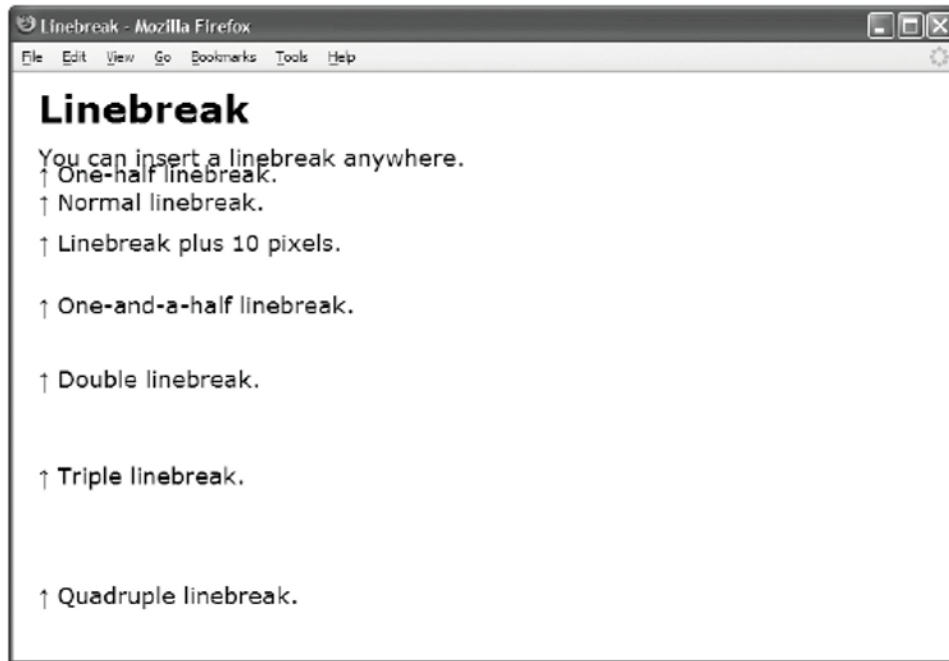 Linebreak - Mozilla Firefox
File Edit View Go Bookmarks Tools Help
Linebreak
You can insert a linebreak anywhere.
↑ One-half linebreak.
↑ Normal linebreak.
↑ Linebreak plus 10 pixels.
↑ One-and-a-half linebreak.
↑ Double linebreak.
↑ Triple linebreak.
↑ Quadruple linebreak.